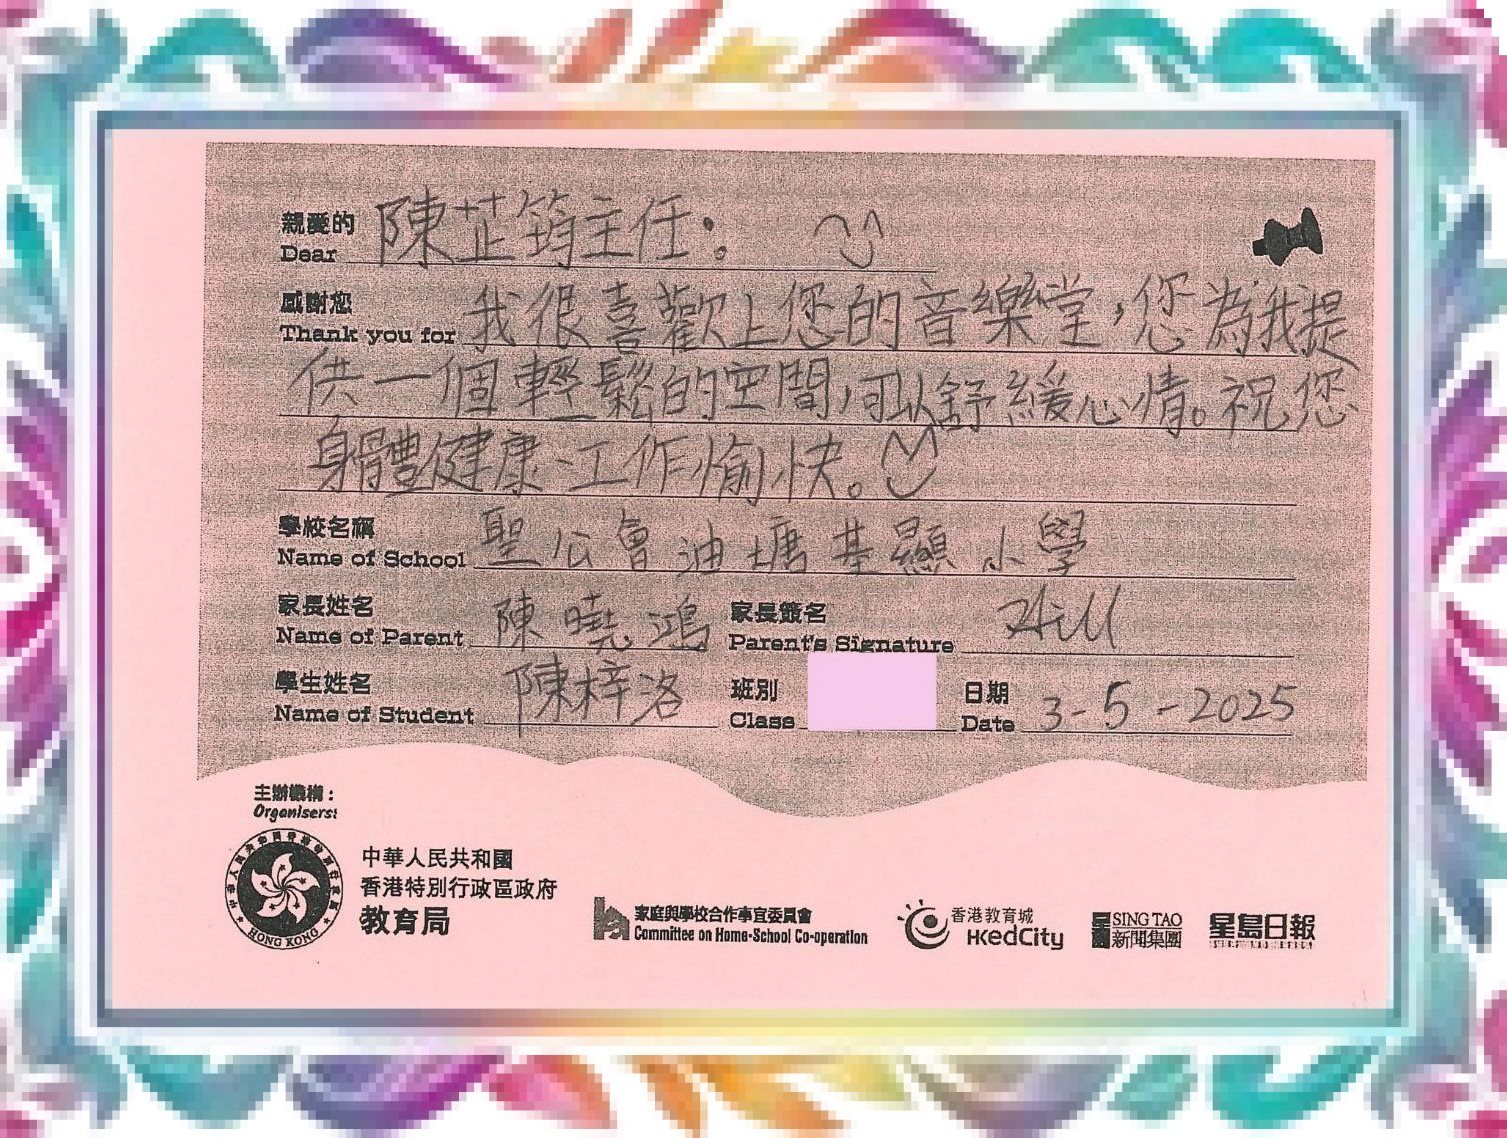 親愛的 陳芷筠主任：
Dear
感謝您 我很喜歡上您的音樂堂，您為我提
Thank you for
供一個輕鬆的空間，可以舒緩心情。祝您
身體健康、工作愉快。
學校名稱 聖公會油塘基顯小學
Name of School
家長姓名 陳曉鴻 家長簽名 Hill
Name of Parent Parent's Signature
學生姓名 陳梓洛 班別 日期 3-5-2025
Name of Student Class Date
主辦機構：
Organisers:
中華人民共和國
香港特別行政區政府
教育局
HONG KONG
家庭與學校合作事宜委員會
Committee on Home-School Co-operation
香港教育城
HKedCity
星島 SING TAO
新聞集團
星島日報